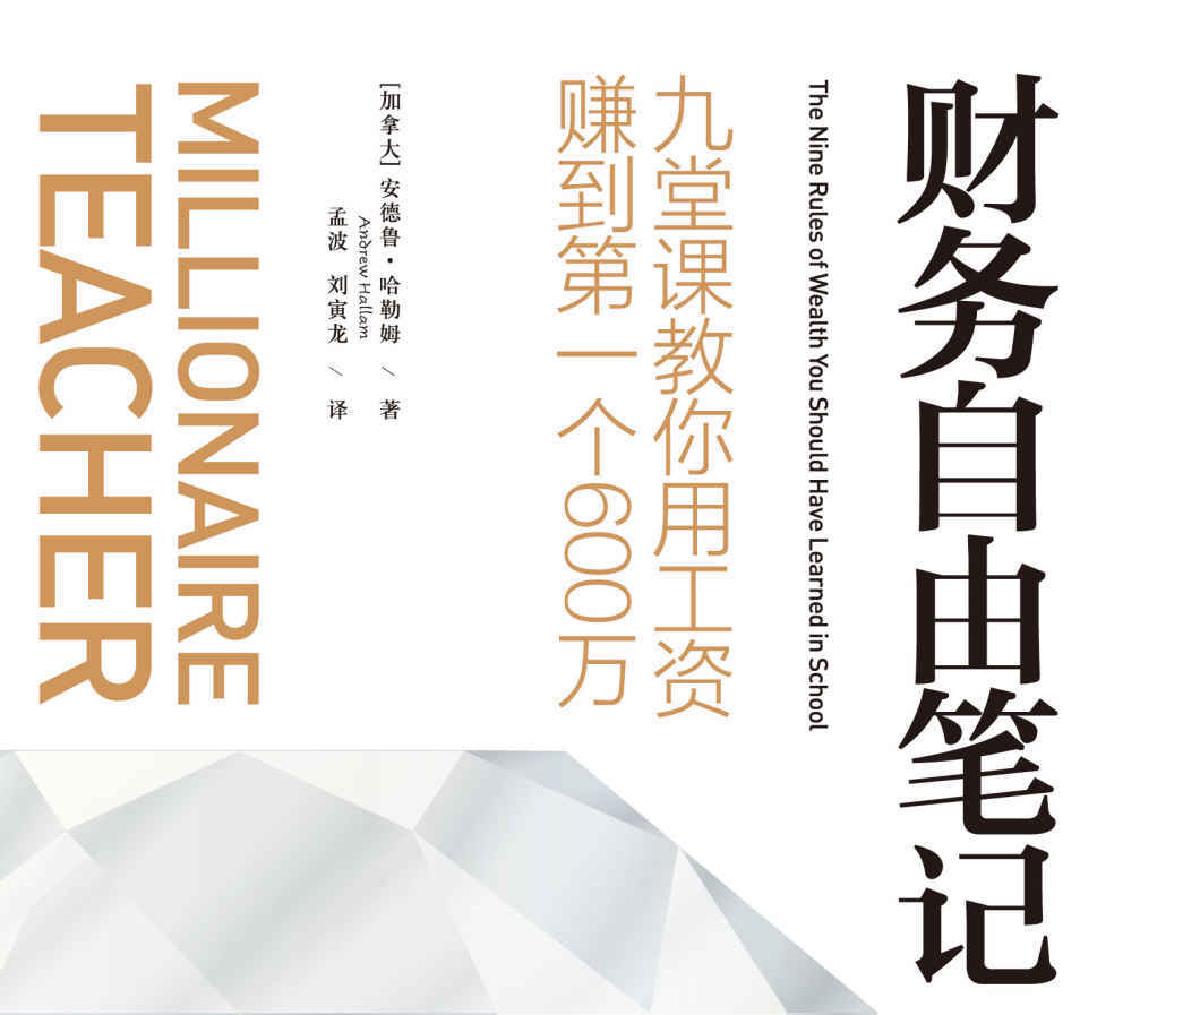 财务自由笔记
The Nine Rules of Wealth You Should Have Learned in School
九堂课教你用工资
赚到第一个600万
[加拿大]安德鲁·哈勒姆 / 著
Andrew Hallam
孟波 刘寅龙 / 译
MILLIONAIRE
TEACHER